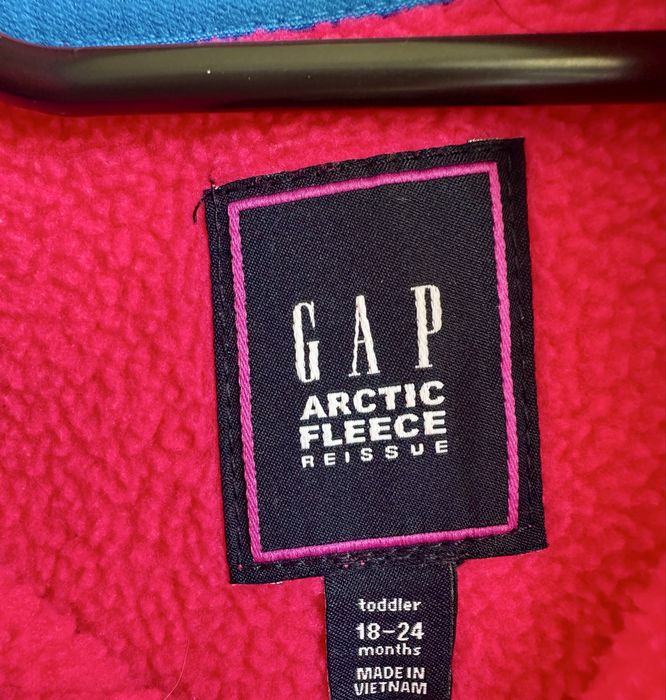 GAP
ARCTIC
FLEECE
REISSUE
toddler
18-24
months
MADE IN
VIETNAM